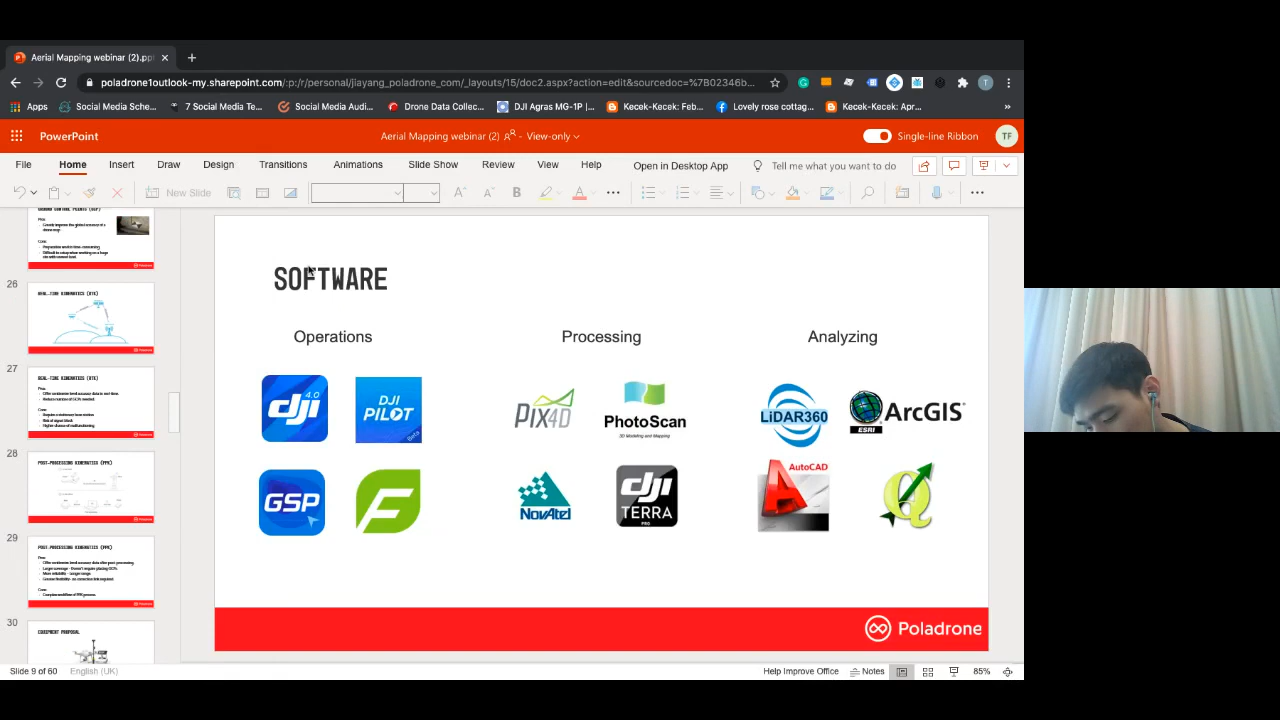 Aerial Mapping webinar (2).pp
poladrone1outlook-my.sharepoint.com/:p:/r/personal/jiayang_poladrone_com/_layouts/15/doc2.aspx?action=edit&sourcedoc=%7B02346b...
T
Apps
Social Media Sche...
7 Social Media Te...
Social Media Audi...
Drone Data Collec...
DJI Agras MG-1P |...
Kecek-Kecek: Feb...
Lovely rose cottag...
Kecek-Kecek: Apr...
PowerPoint
Aerial Mapping webinar (2)
- View-only
Single-line Ribbon
TF
File Home Insert Draw Design Transitions Animations Slide Show Review View Help Open in Desktop App Tell me what you want to do
New Slide
26
REAL-TIME KINEMATICS (RTK)
27
REAL-TIME KINEMATICS (RTK)
28
POST-PROCESSING KINEMATICS (PPK)
29
POST-PROCESSING KINEMATICS (PPK)
30
EQUIPMENT PROPOSAL
SOFTWARE
Operations Processing Analyzing
dji 4.0
DJI PILOT Beta
PIX4D
PhotoScan
3D Modeling and Mapping
LiDAR360
ArcGIS
ESRI
GSP
F
NovAtel
dji TERRA PRO
AutoCAD
Poladrone
Slide 9 of 60 English (UK) Help Improve Office Notes 85%